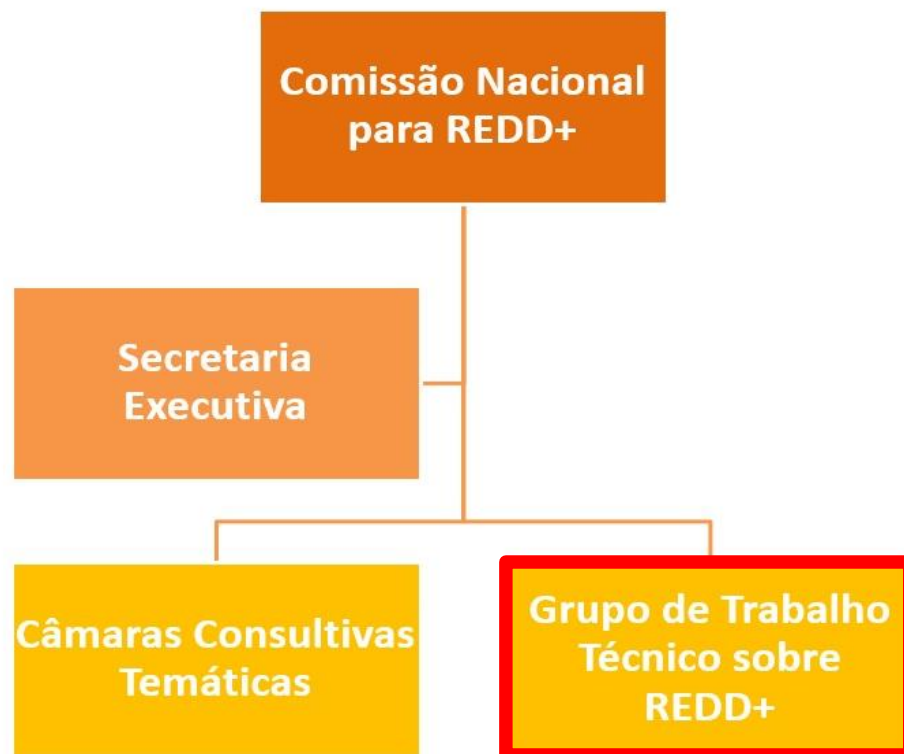 Comissão Nacional
para REDD+
Secretaria
Executiva
Câmaras Consultivas
Temáticas
Grupo de Trabalho
Técnico sobre
REDD+